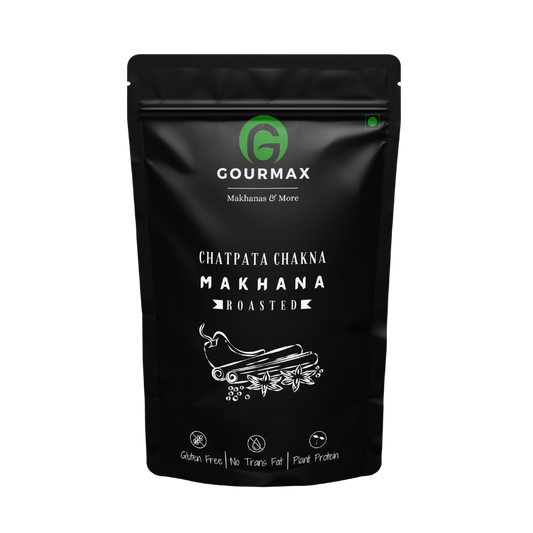 G
GOURMAX
Makhanas & More
CHATPATA CHAKNA
MAKHANA
ROASTED
Gluten Free | No Trans Fat | Plant Protein